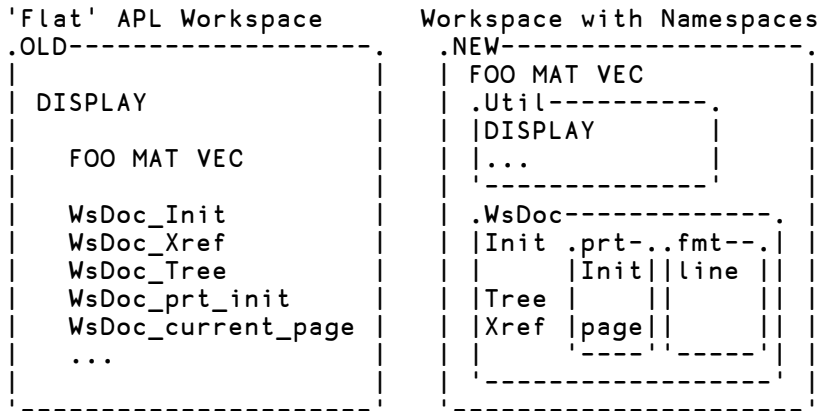 'Flat' APL Workspace      Workspace with Namespaces
.OLD-------------------.   .NEW-------------------.
|                      |   | FOO MAT VEC          |
| DISPLAY              |   | .Util----------.     |
|                      |   | |DISPLAY       |     |
|   FOO MAT VEC        |   | |...           |     |
|                      |   | '--------------'     |
|   WsDoc_Init         |   | .WsDoc-------------. |
|   WsDoc_Xref         |   | |Init .prt-..fmt--.| |
|   WsDoc_Tree         |   | |     |Init||line || |
|   WsDoc_prt_init     |   | |Tree |    ||     || |
|   WsDoc_current_page |   | |Xref |page||     || |
|   ...                |   | |     '----''-----'| |
|                      |   | '------------------' |
'----------------------'   '----------------------'